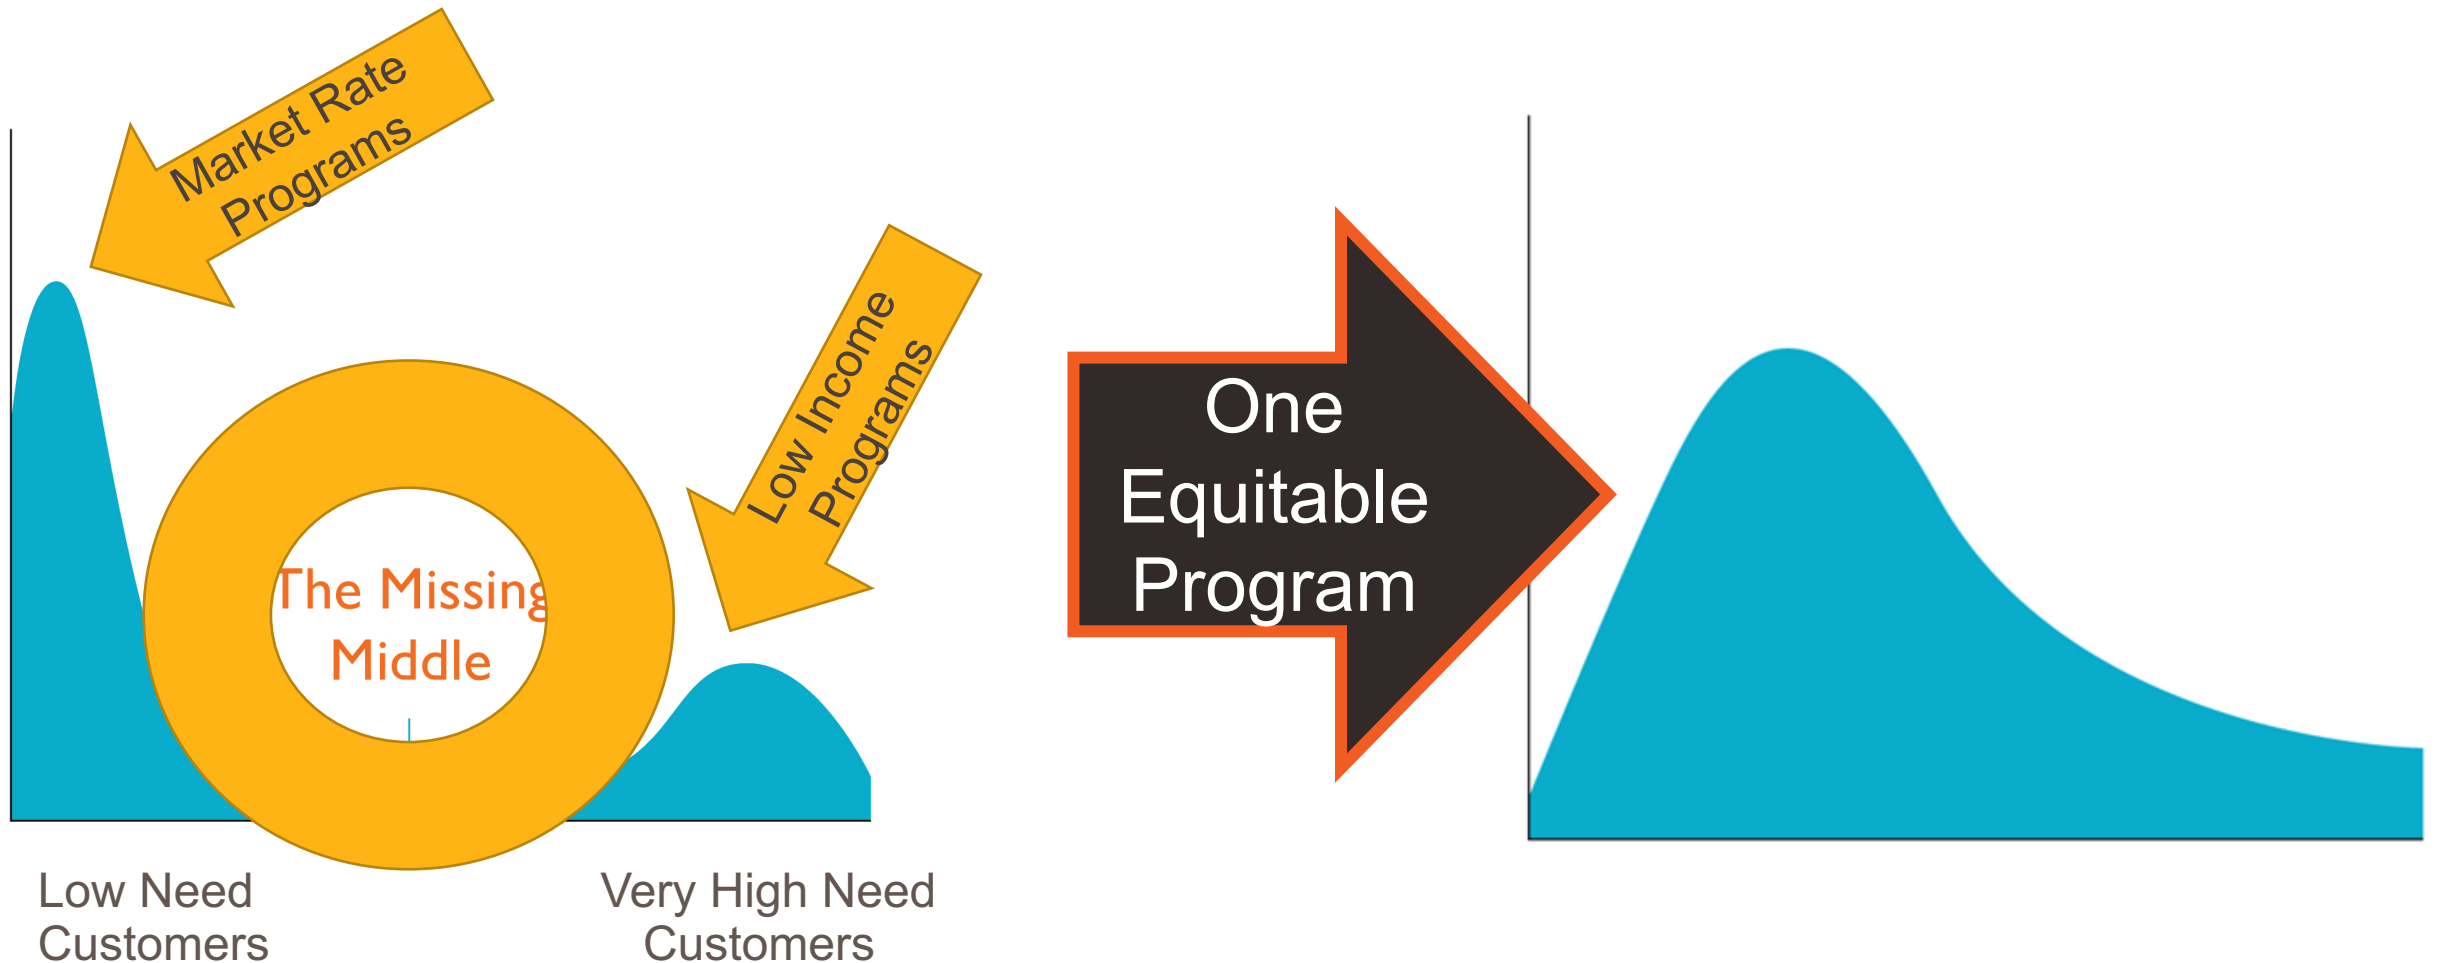 Market Rate
Programs
Low Income
Programs
The Missing
Middle
One
Equitable
Program
Low Need
Customers
Very High Need
Customers